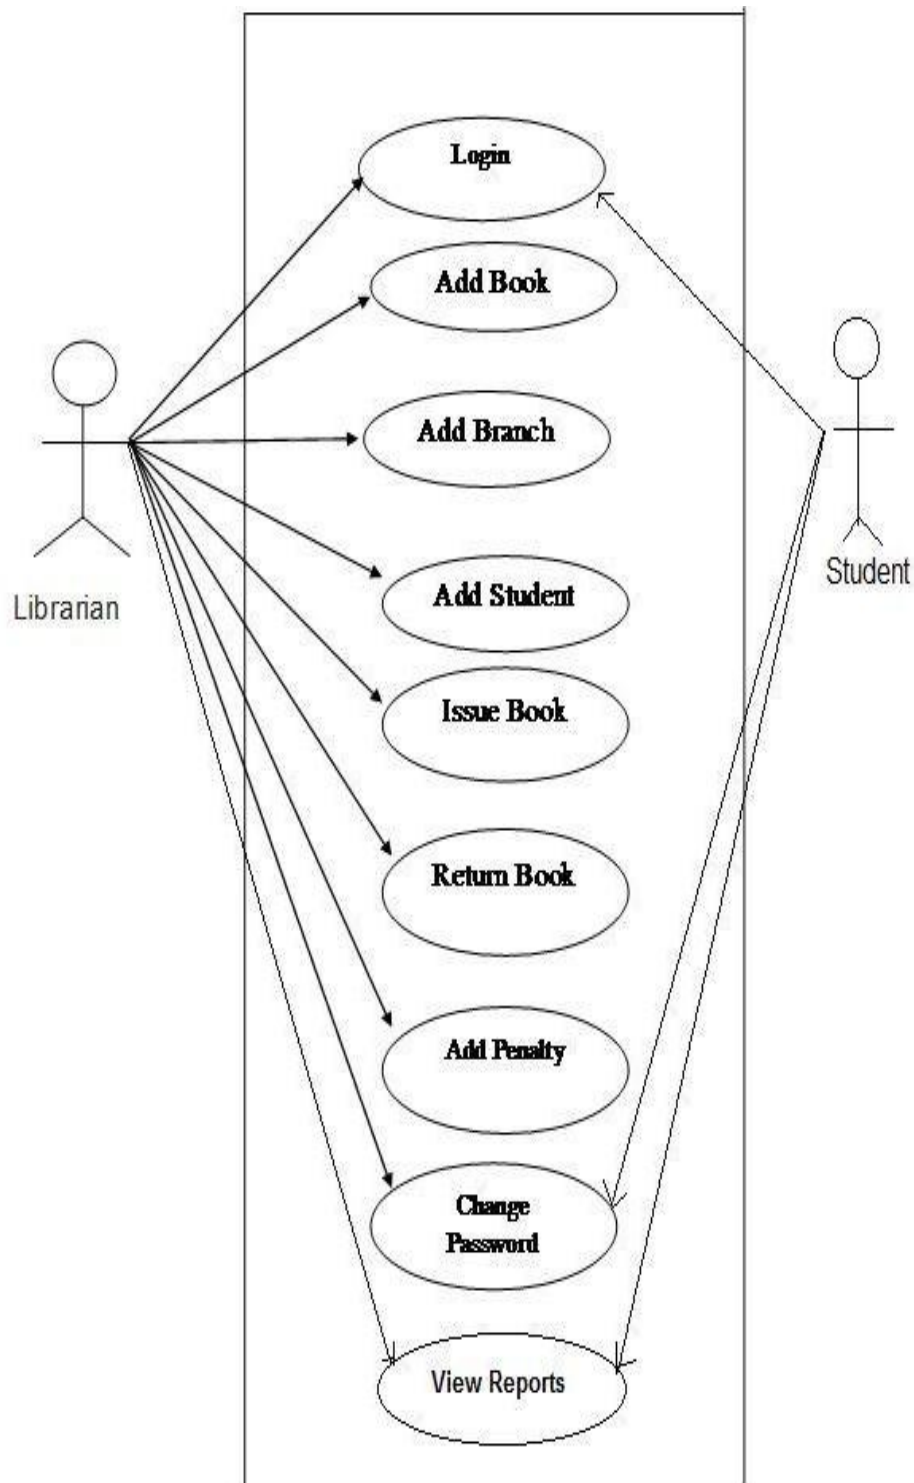 Login
Add Book
Add Branch
Add Student
Issue Book
Return Book
Add Penalty
Change
Password
View Reports
Librarian
Student